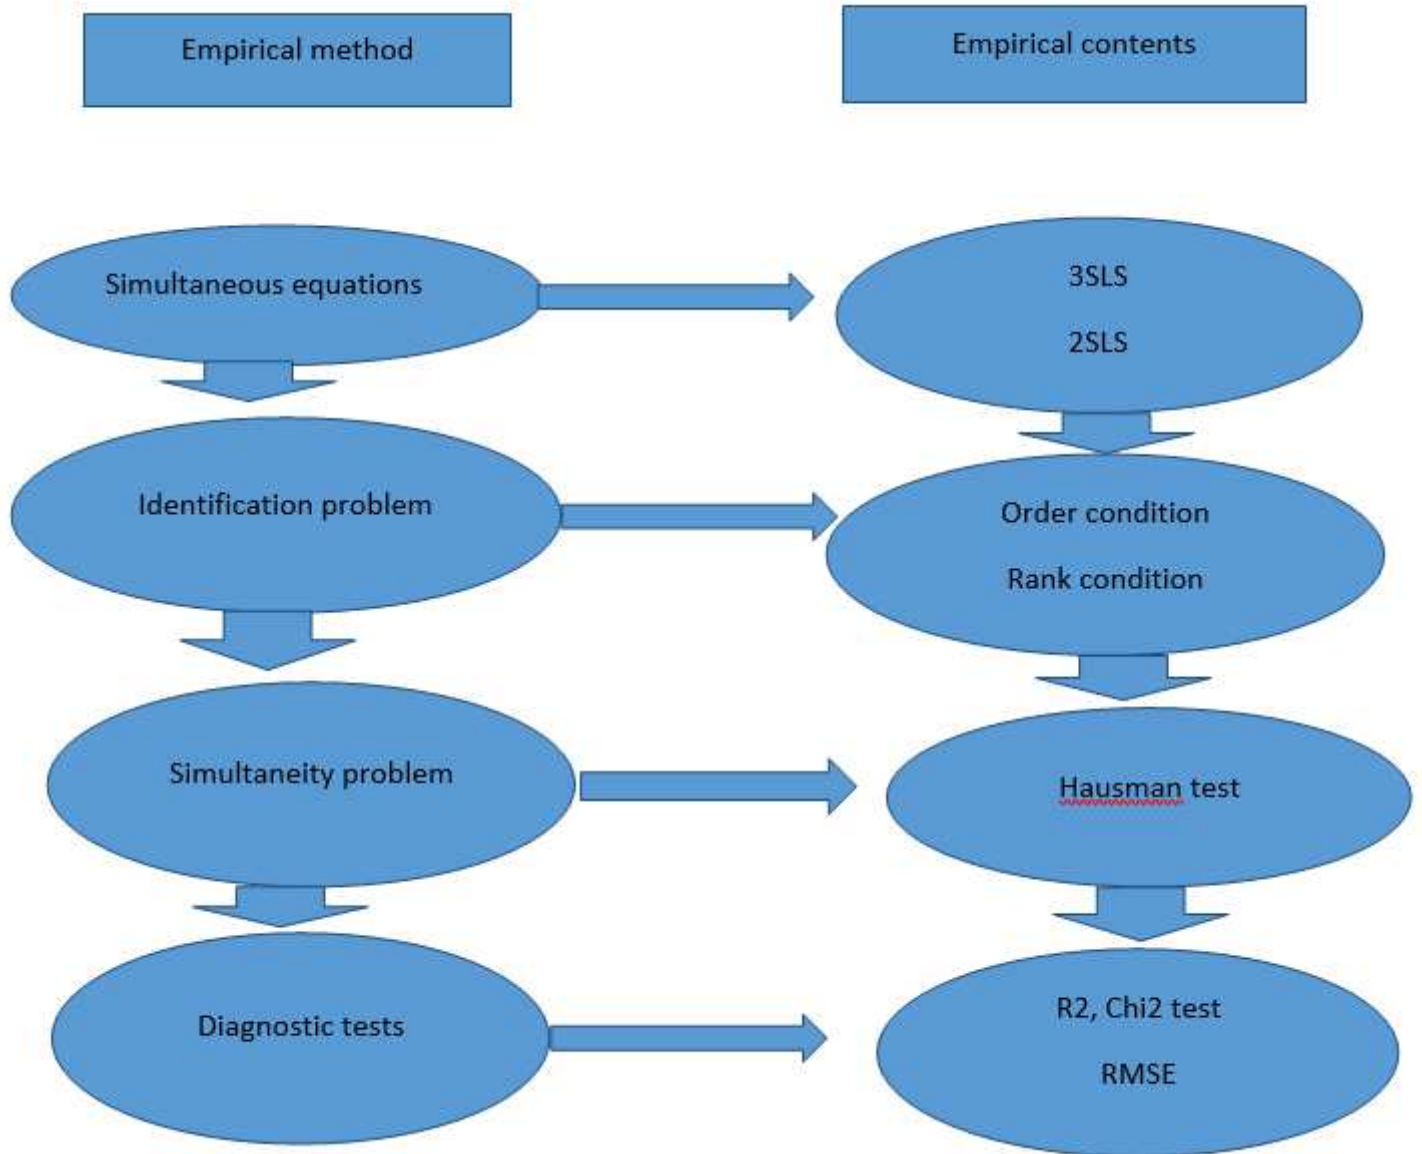 Empirical method
Empirical contents
Simultaneous equations
3SLS
2SLS
Identification problem
Order condition
Rank condition
Simultaneity problem
Hausman test
Diagnostic tests
R2, Chi2 test
RMSE